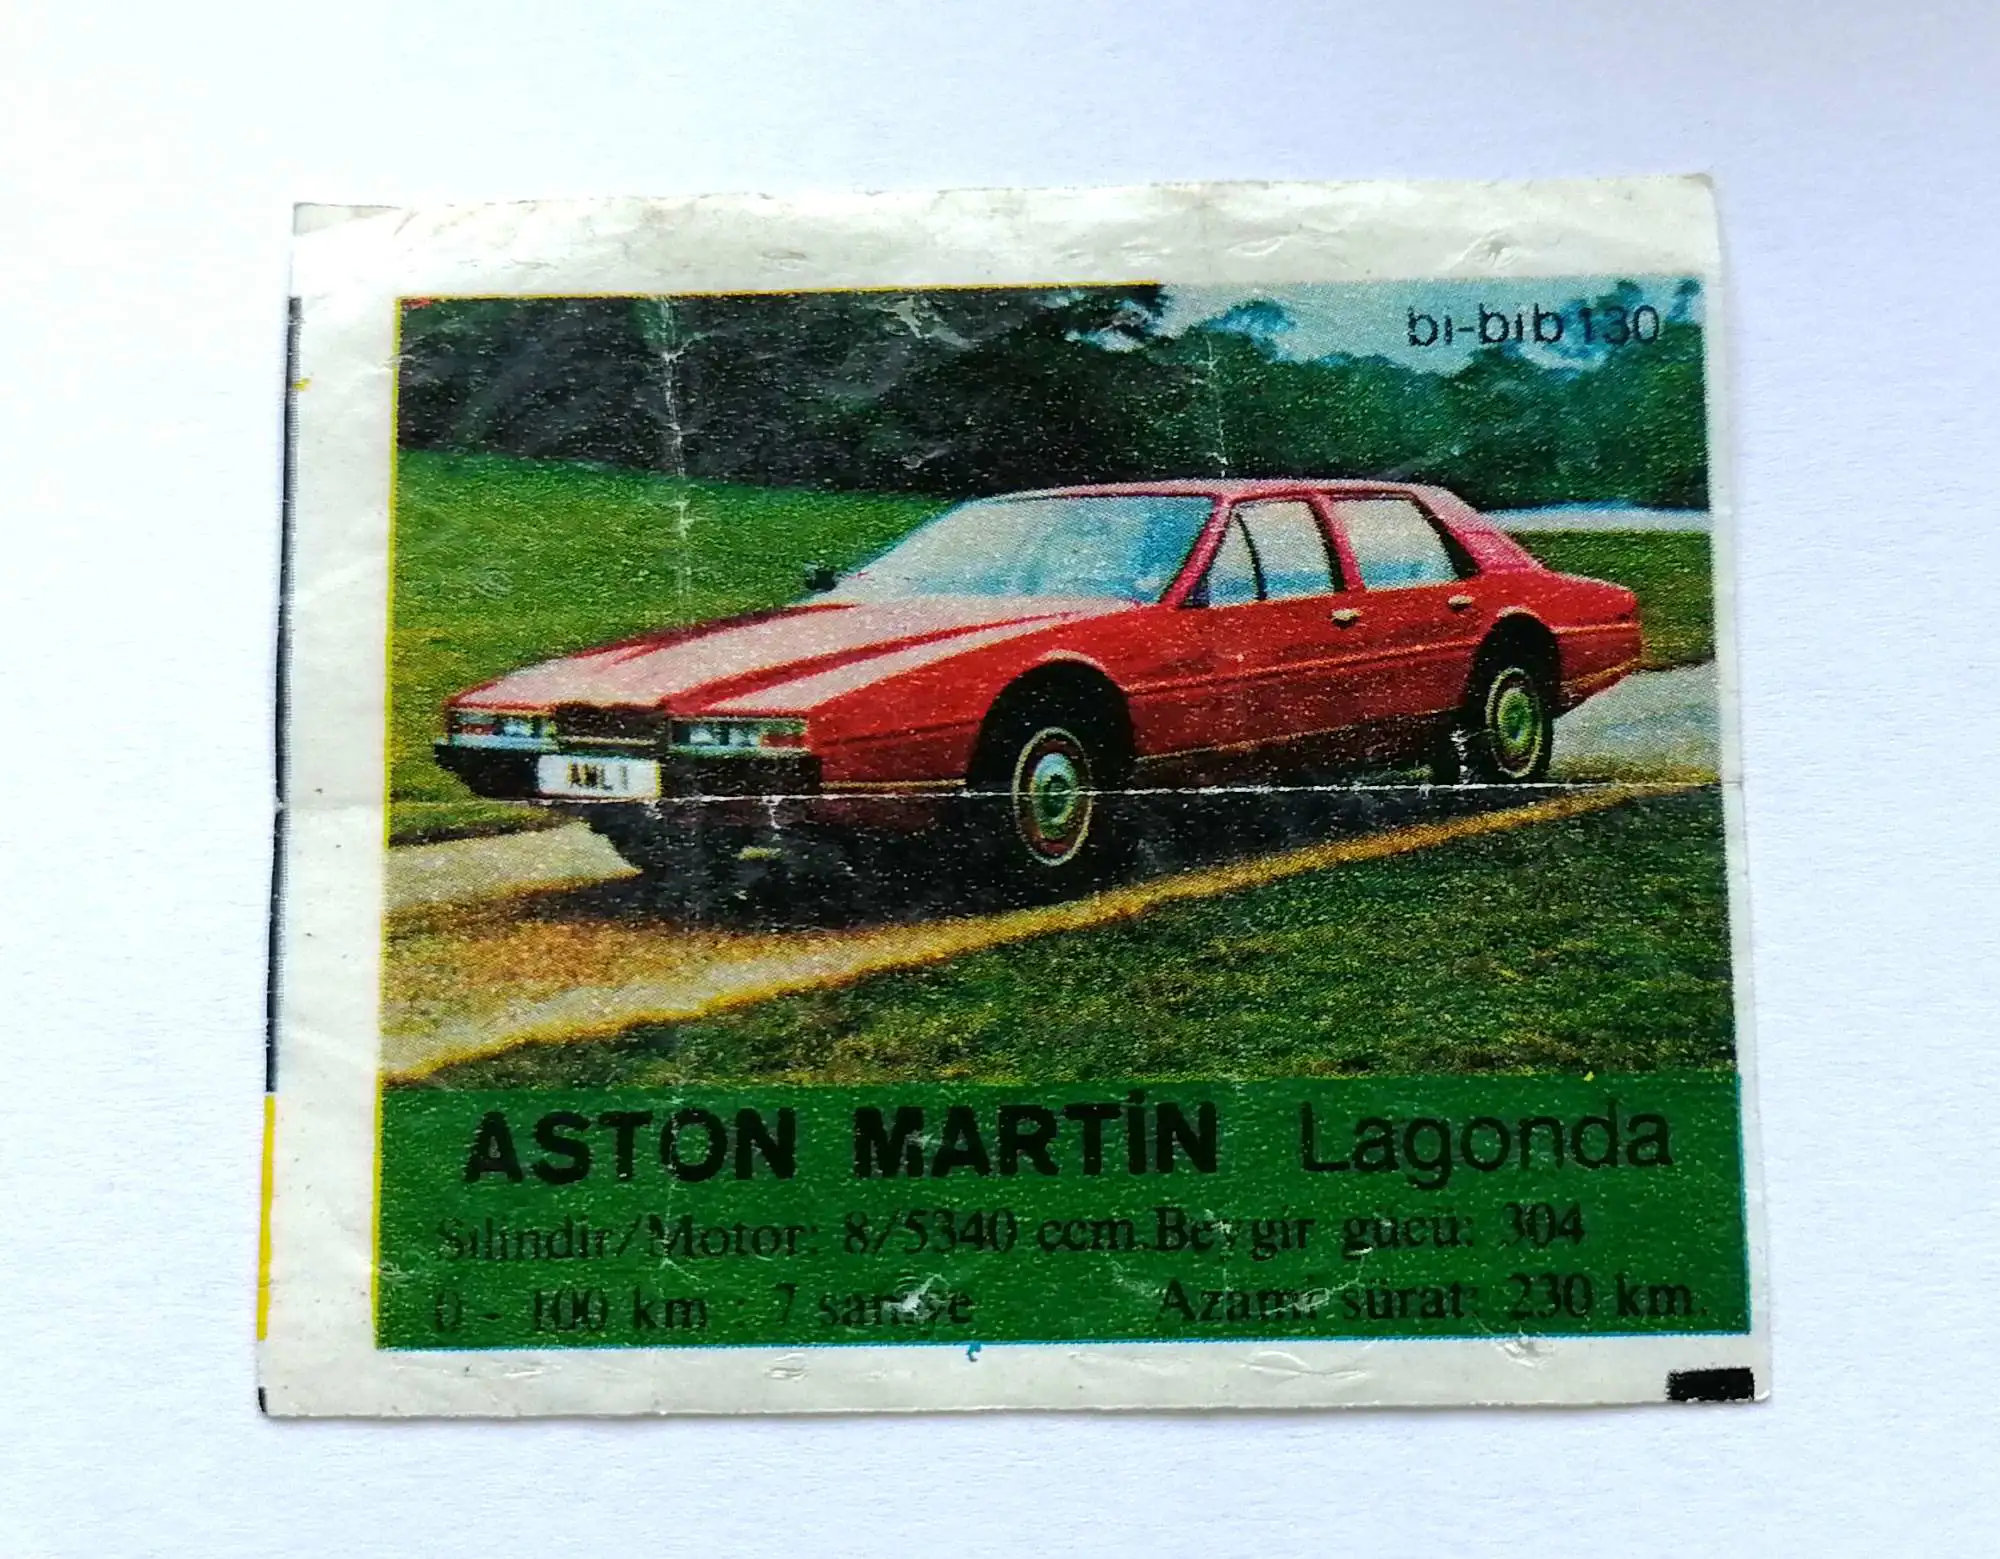 bi-bib 130
AML 1
ASTON MARTİN Lagonda
Silindir/Motor: 8/5340 ccm. Beygir gücü: 304
0 - 100 km : 7 saniye Azami sürat: 230 km.